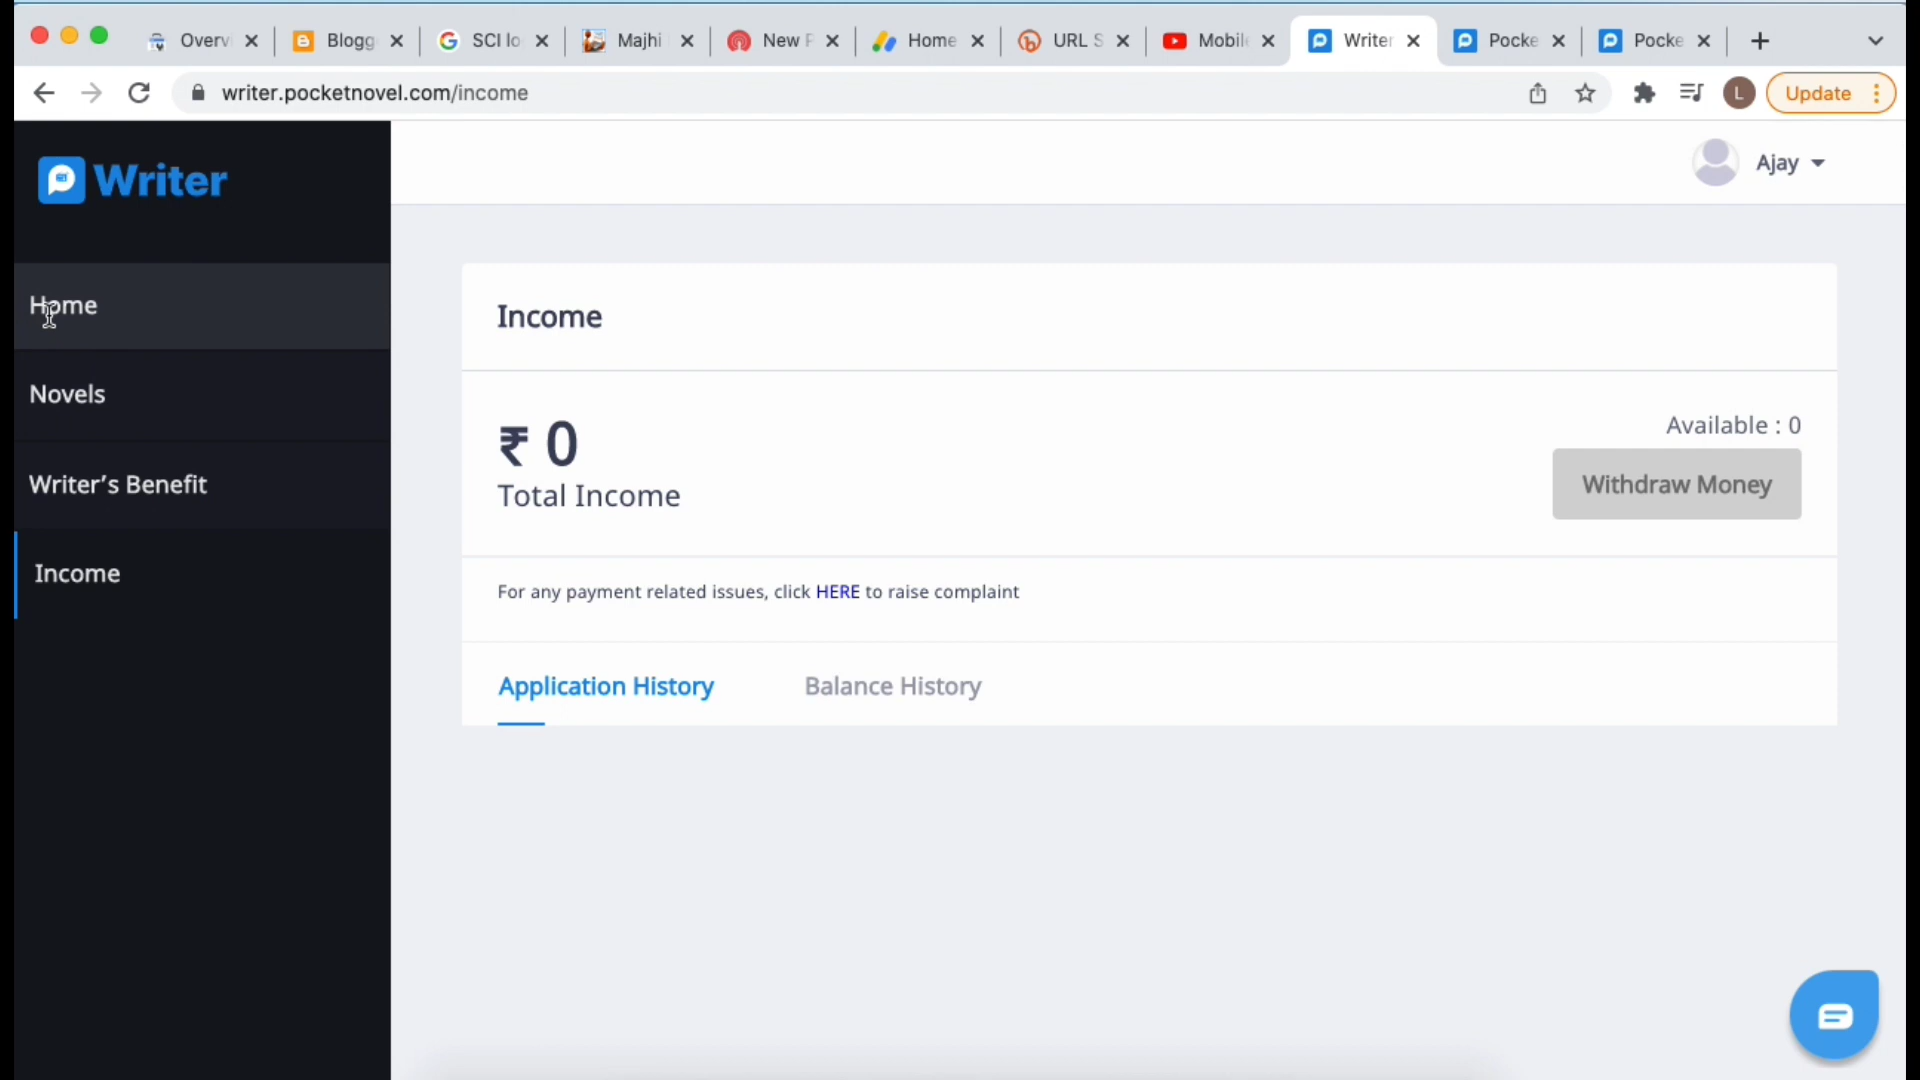 Overv
Blogg
SCI lo
Majhi
New F
Home
URL S
Mobile
Writer
Pocke
Pocke
writer.pocketnovel.com/income
L
Update
Writer
Ajay
Home
Novels
Writer's Benefit
Income
Income
₹ 0
Total Income
Available : 0
Withdraw Money
For any payment related issues, click HERE to raise complaint
Application History
Balance History